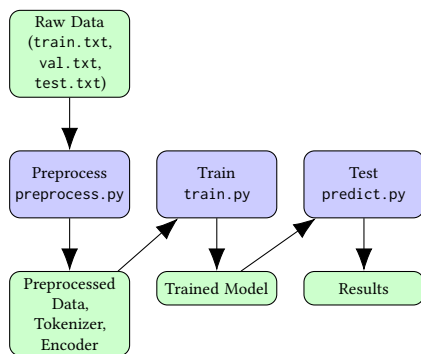 Raw Data
(train.txt,
val.txt,
test.txt)
Preprocess
preprocess.py
Train
train.py
Test
predict.py
Preprocessed
Data,
Tokenizer,
Encoder
Trained Model
Results